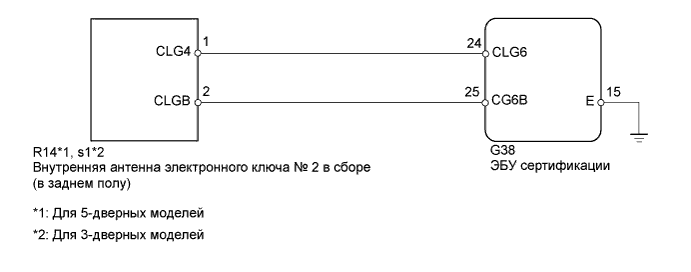 CLG4 1 24 CLG6
CLGB 2 25 CG6B E 15
R14*1, s1*2
Внутренняя антенна электронного ключа № 2 в сборе
(в заднем полу)
G38
ЭБУ сертификации
*1: Для 5-дверных моделей
*2: Для 3-дверных моделей